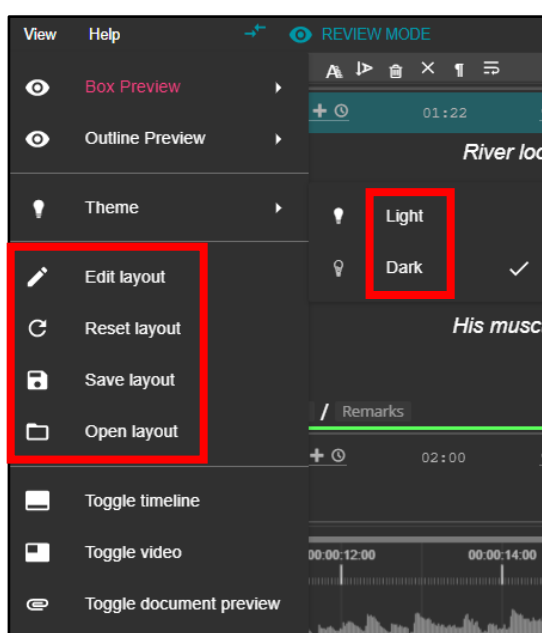 View Help REVIEW MODE
Box Preview
01:22
Outline Preview
River loo
Theme
Light
Dark
Edit layout
Reset layout
His musc
Save layout
/ Remarks
Open layout
02:00
Toggle timeline
Toggle video
00:00:12:00 00:00:14:00
Toggle document preview